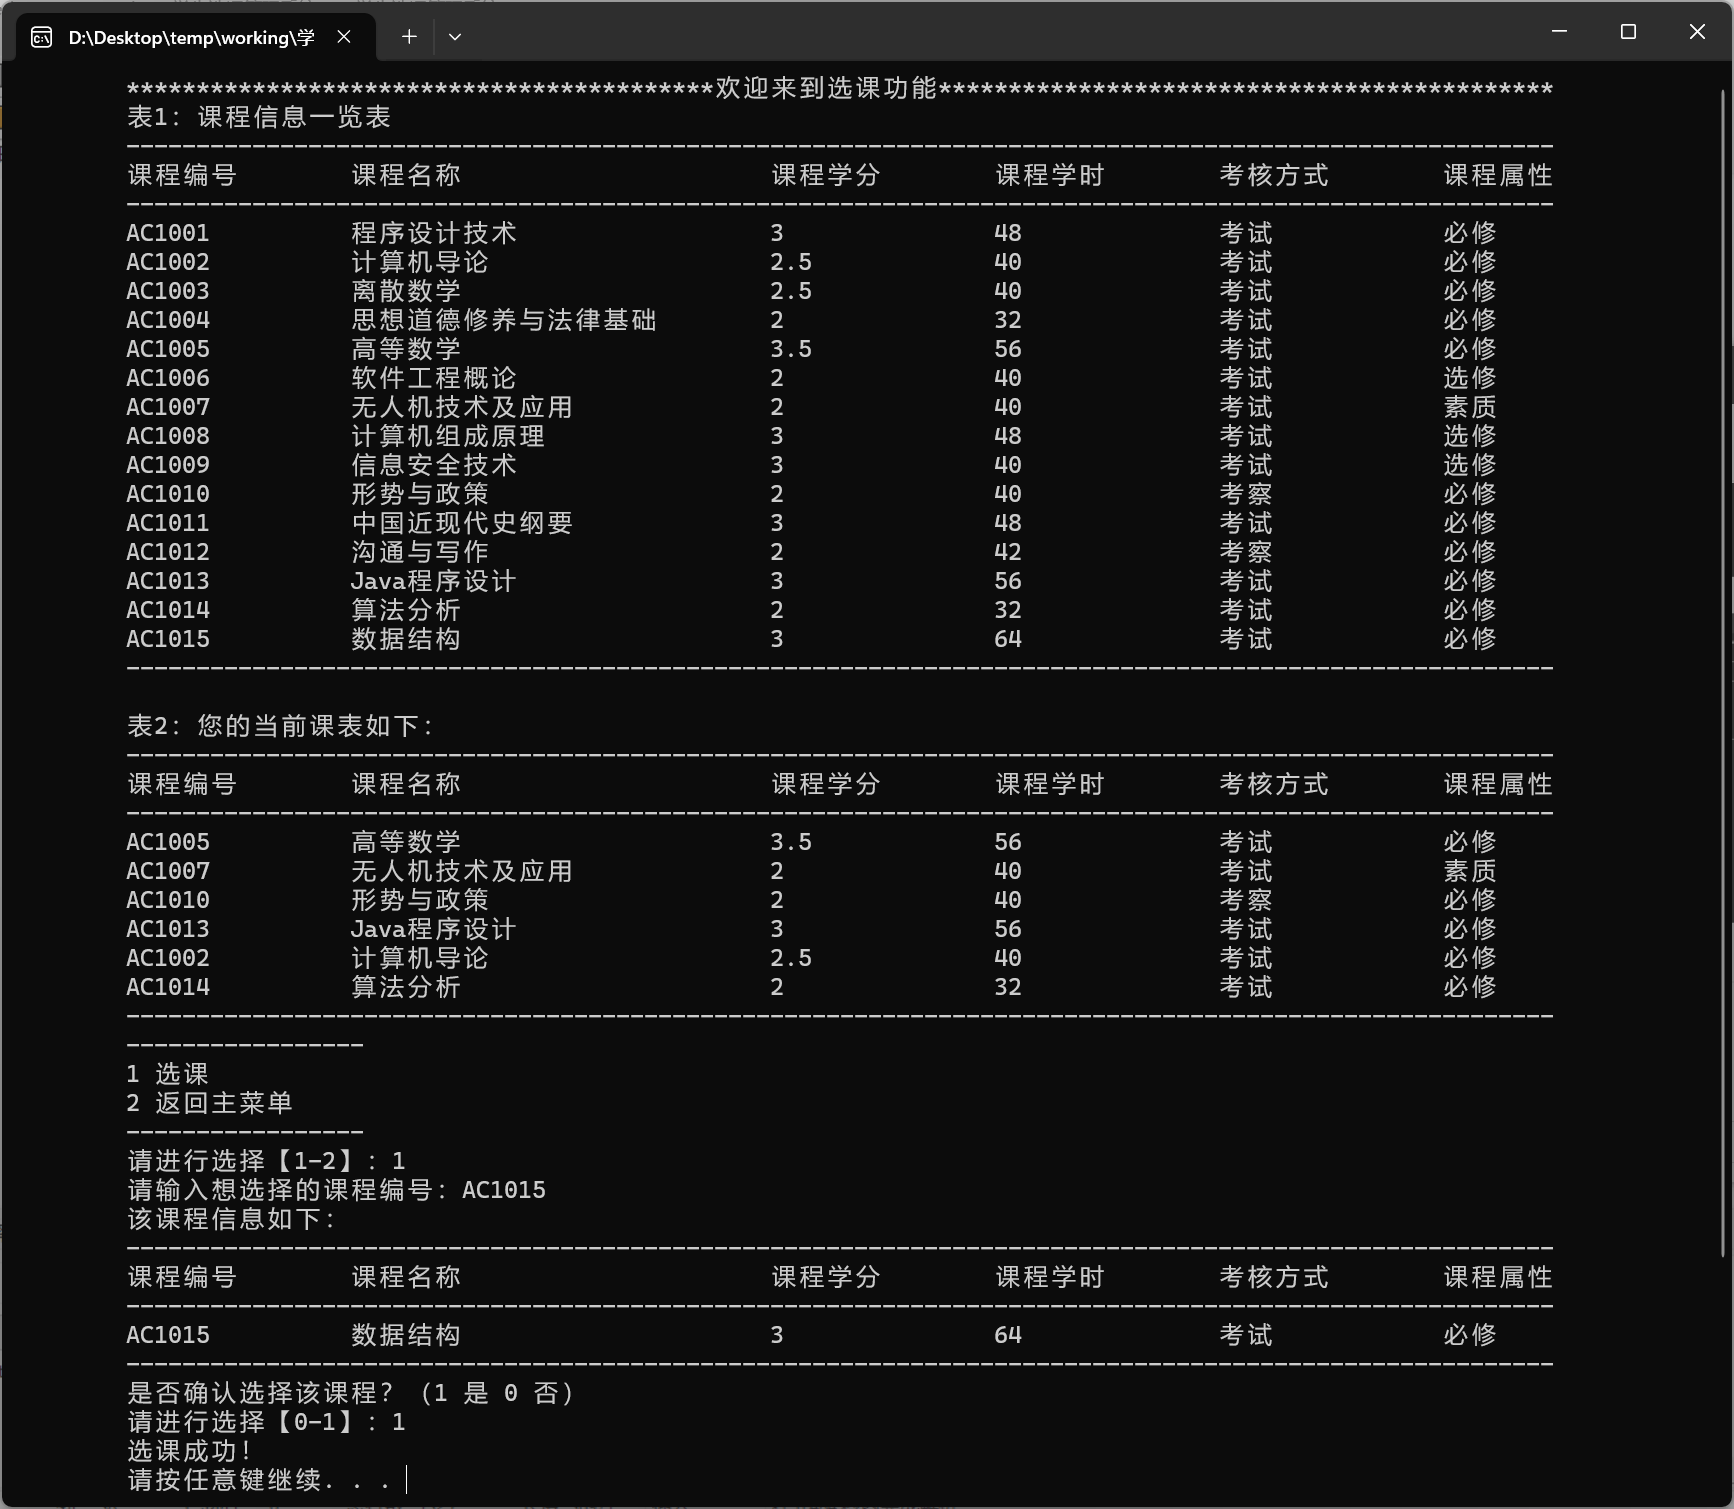 D:\Desktop\temp\working\学
******************************************欢迎来到选课功能********************************************
表1: 课程信息一览表
------------------------------------------------------------------------------------------------------
课程编号 课程名称 课程学分 课程学时 考核方式 课程属性
------------------------------------------------------------------------------------------------------
AC1001 程序设计技术 3 48 考试 必修
AC1002 计算机导论 2.5 40 考试 必修
AC1003 离散数学 2.5 40 考试 必修
AC1004 思想道德修养与法律基础 2 32 考试 必修
AC1005 高等数学 3.5 56 考试 必修
AC1006 软件工程概论 2 40 考试 选修
AC1007 无人机技术及应用 2 40 考试 素质
AC1008 计算机组成原理 3 48 考试 选修
AC1009 信息安全技术 3 40 考试 选修
AC1010 形势与政策 2 40 考察 必修
AC1011 中国近现代史纲要 3 48 考试 必修
AC1012 沟通与写作 2 42 考察 必修
AC1013 Java程序设计 3 56 考试 必修
AC1014 算法分析 2 32 考试 必修
AC1015 数据结构 3 64 考试 必修
------------------------------------------------------------------------------------------------------
表2: 您的当前课表如下:
------------------------------------------------------------------------------------------------------
课程编号 课程名称 课程学分 课程学时 考核方式 课程属性
------------------------------------------------------------------------------------------------------
AC1005 高等数学 3.5 56 考试 必修
AC1007 无人机技术及应用 2 40 考试 素质
AC1010 形势与政策 2 40 考察 必修
AC1013 Java程序设计 3 56 考试 必修
AC1002 计算机导论 2.5 40 考试 必修
AC1014 算法分析 2 32 考试 必修
------------------------------------------------------------------------------------------------------
-----------------
1 选课
2 返回主菜单
-----------------
请进行选择【1-2】: 1
请输入想选择的课程编号: AC1015
该课程信息如下:
------------------------------------------------------------------------------------------------------
课程编号 课程名称 课程学分 课程学时 考核方式 课程属性
------------------------------------------------------------------------------------------------------
AC1015 数据结构 3 64 考试 必修
------------------------------------------------------------------------------------------------------
是否确认选择该课程? (1 是 0 否)
请进行选择【0-1】: 1
选课成功!
请按任意键继续. . .